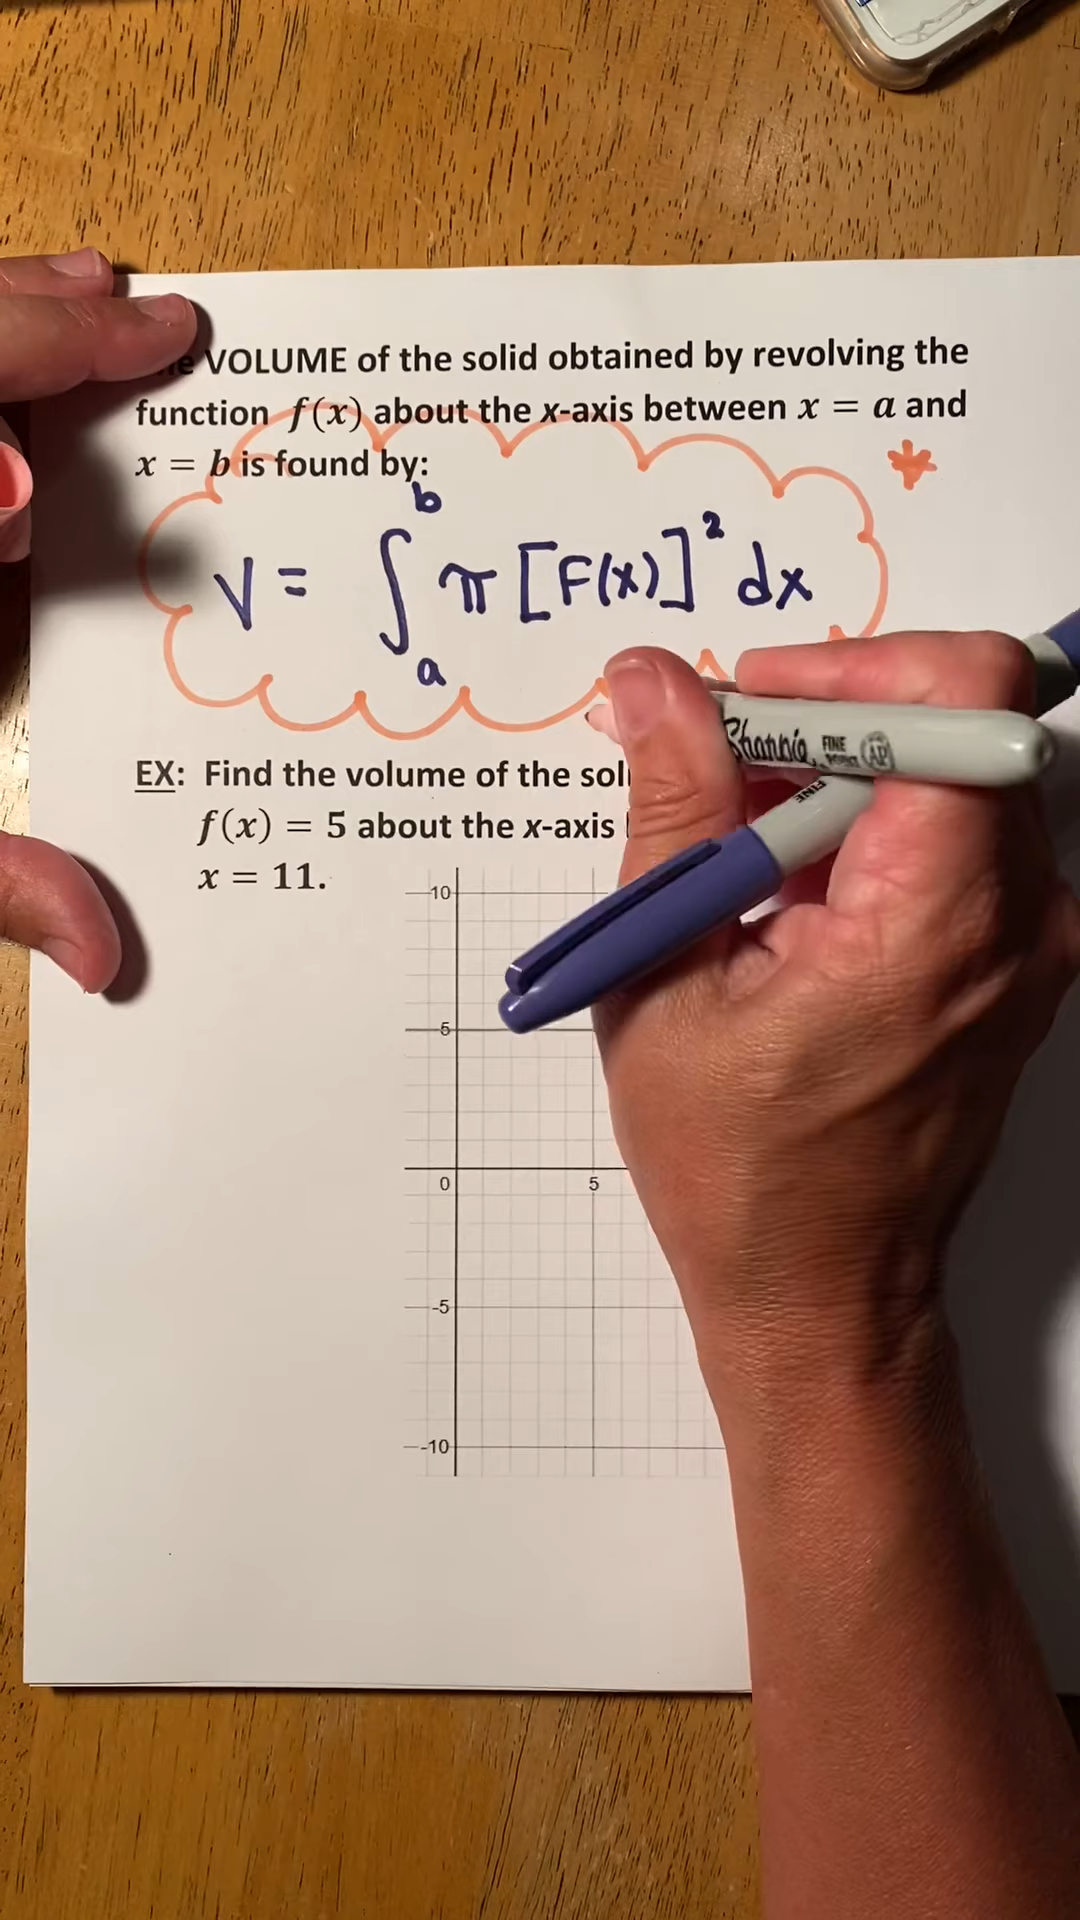 VOLUME of the solid obtained by revolving the
function f(x) about the x-axis between x = a and
x = b is found by:
V = ∫ₐᵇ π [F(x)]² dx
Sharpie FINE POINT AP
FINE
EX: Find the volume of the
f(x) = 5 about the x-axis
x = 11.
10
5
0 5
-5
-10